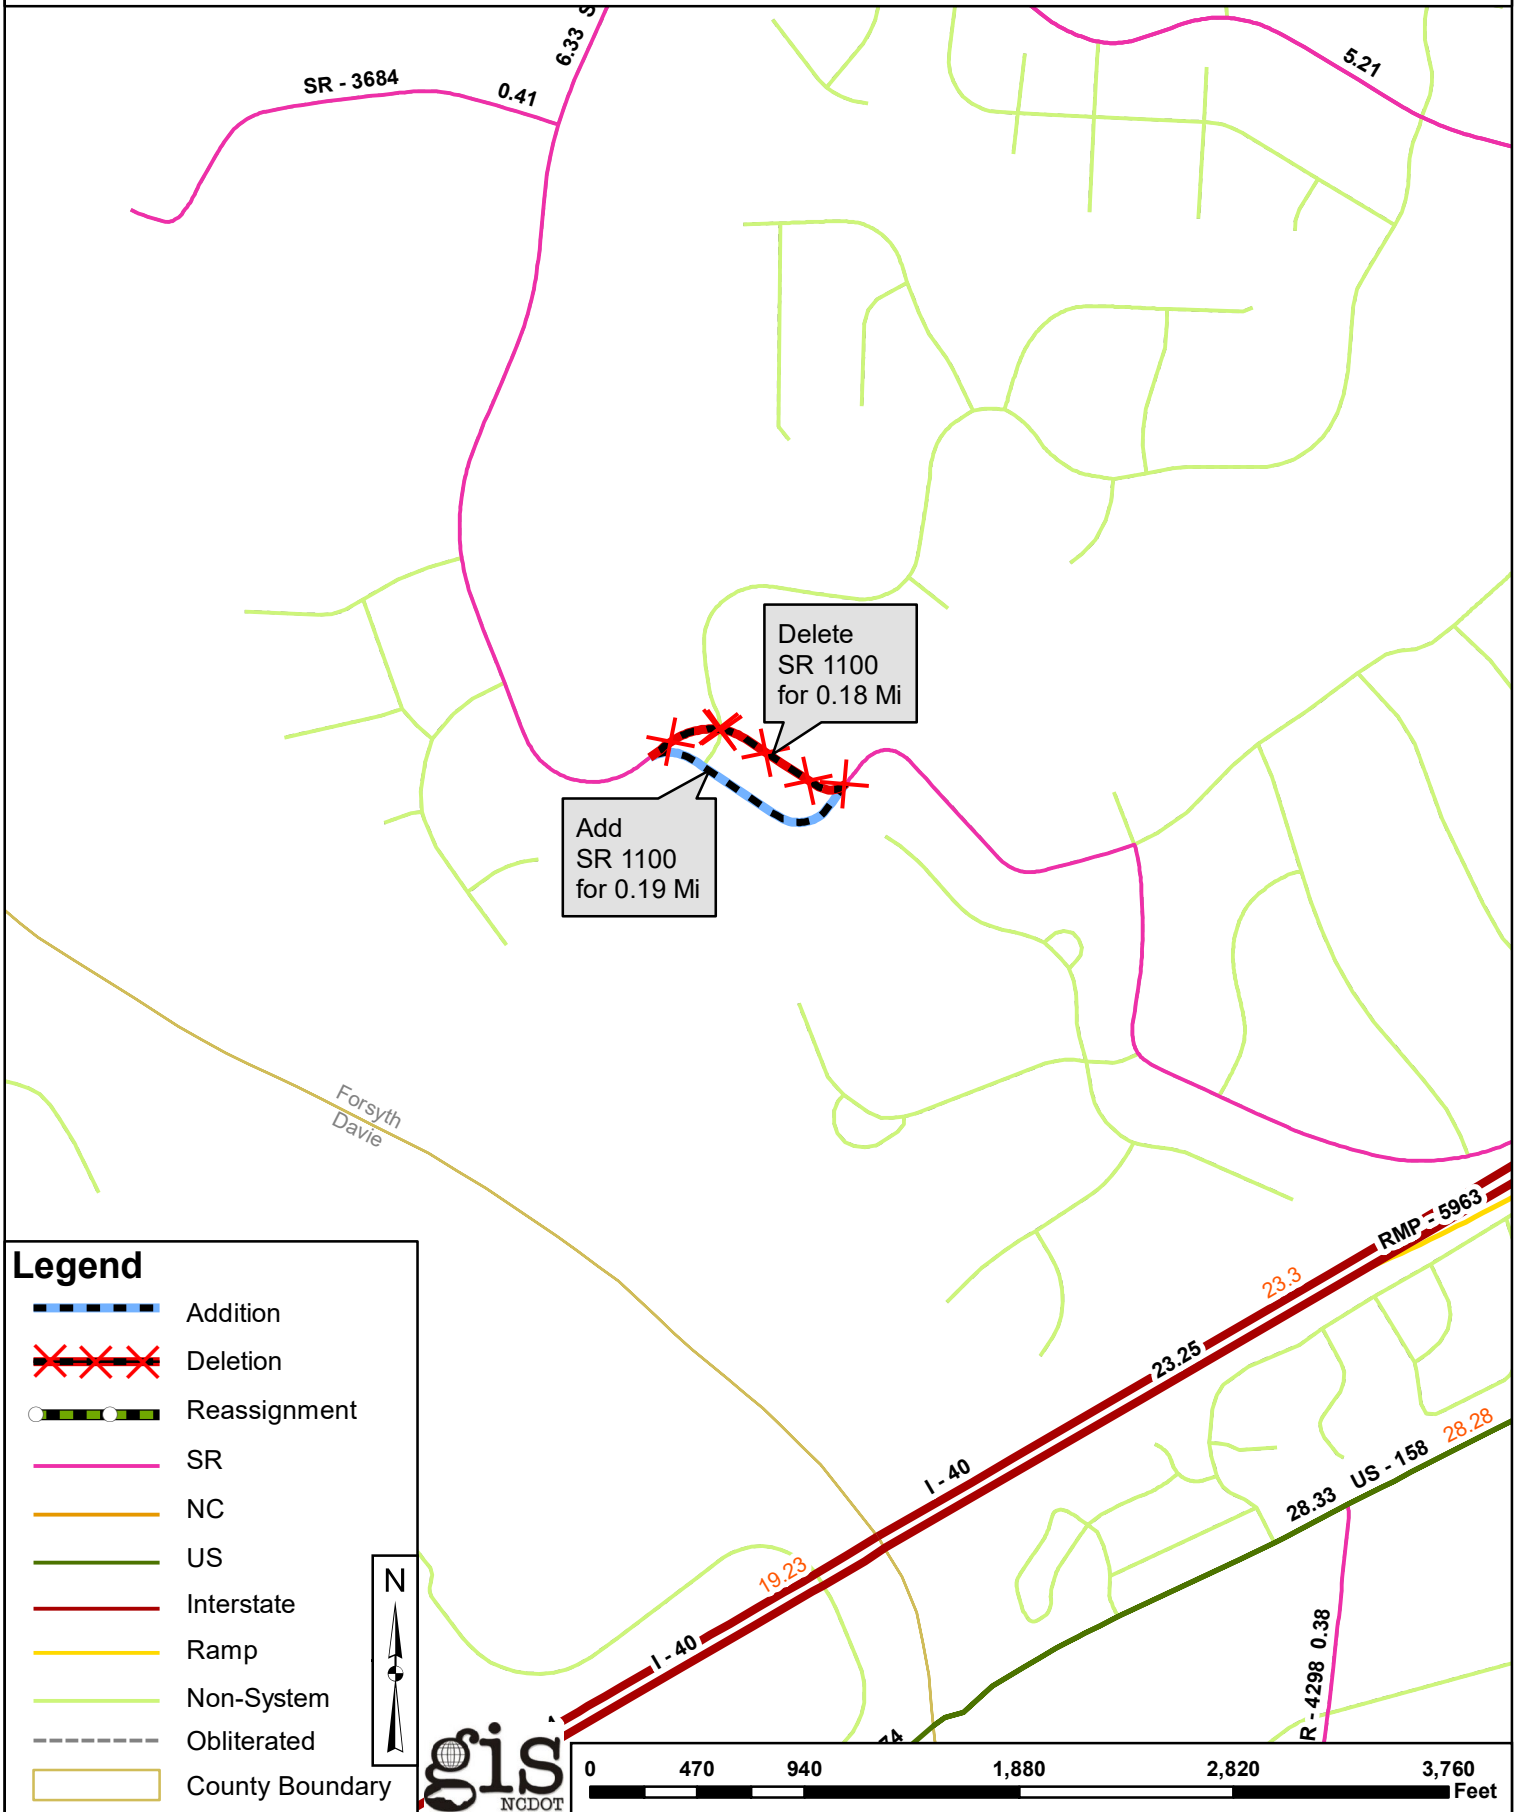 6.33
SR - 3684
0.41
5.21
Delete
SR 1100
for 0.18 Mi
Add
SR 1100
for 0.19 Mi
Forsyth
Davie
RMP - 5963
23.3
23.25
I - 40
28.28
US - 158
28.33
19.23
I - 40
R - 4298 0.38
74
Legend
Addition
Deletion
Reassignment
SR
NC
US
Interstate
Ramp
Non-System
Obliterated
County Boundary
N
gis
NCDOT
0 470 940 1,880 2,820 3,760
Feet